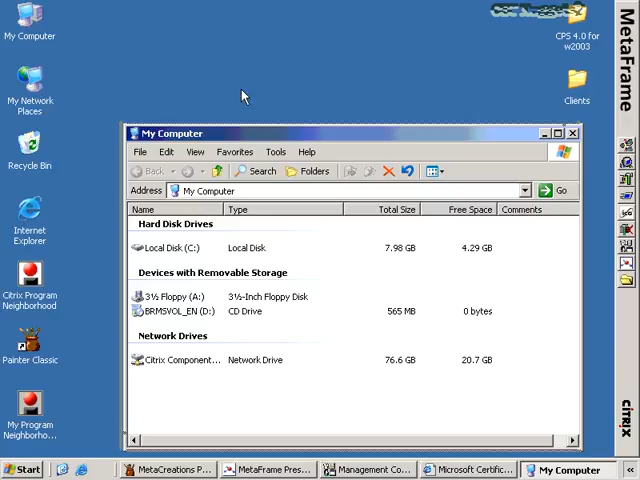 My Computer
My Network
Places
Recycle Bin
Internet
Explorer
Citrix Program
Neighborhood
Painter Classic
My Program
Neighborho...
CPS 4.0 for
w2003
Clients
MetaFrame
CITRIX
My Computer
File Edit View Favorites Tools Help
Back Search Folders
Address My Computer Go
Name Type Total Size Free Space Comments
Hard Disk Drives
Local Disk (C:) Local Disk 7.98 GB 4.29 GB
Devices with Removable Storage
3½ Floppy (A:) 3½-Inch Floppy Disk
BRMSVOL_EN (D:) CD Drive 565 MB 0 bytes
Network Drives
Citrix Component... Network Drive 76.6 GB 20.7 GB
Start MetaCreations P... MetaFrame Pres... Management Co... Microsoft Certific... My Computer